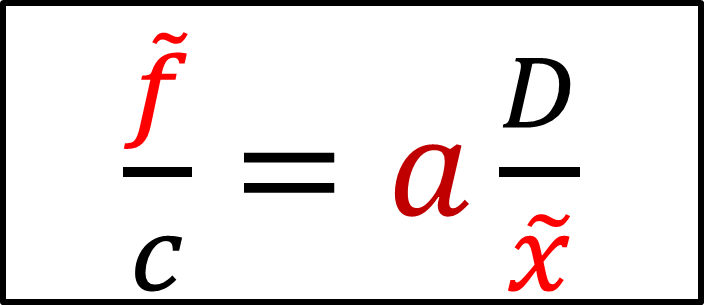 f̃/c = a D/x̃